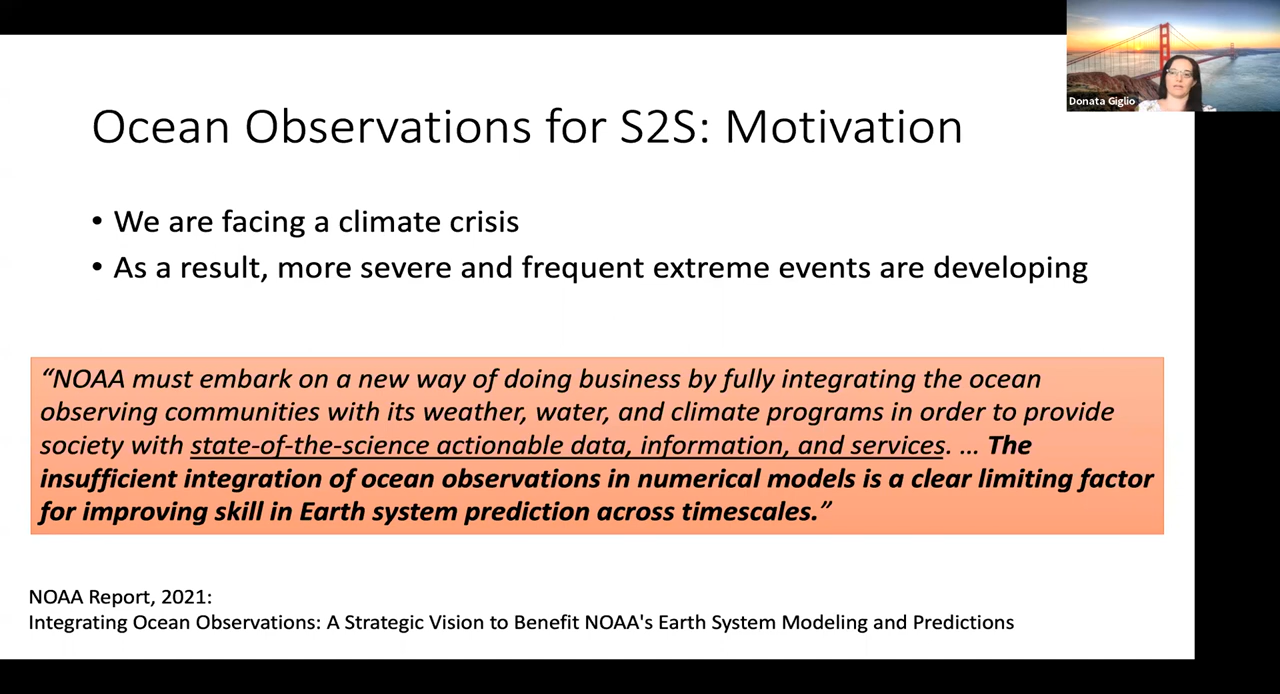 Donata Giglio
Ocean Observations for S2S: Motivation
• We are facing a climate crisis
• As a result, more severe and frequent extreme events are developing
“NOAA must embark on a new way of doing business by fully integrating the ocean
observing communities with its weather, water, and climate programs in order to provide
society with state-of-the-science actionable data, information, and services. … The
insufficient integration of ocean observations in numerical models is a clear limiting factor
for improving skill in Earth system prediction across timescales.”
NOAA Report, 2021:
Integrating Ocean Observations: A Strategic Vision to Benefit NOAA's Earth System Modeling and Predictions